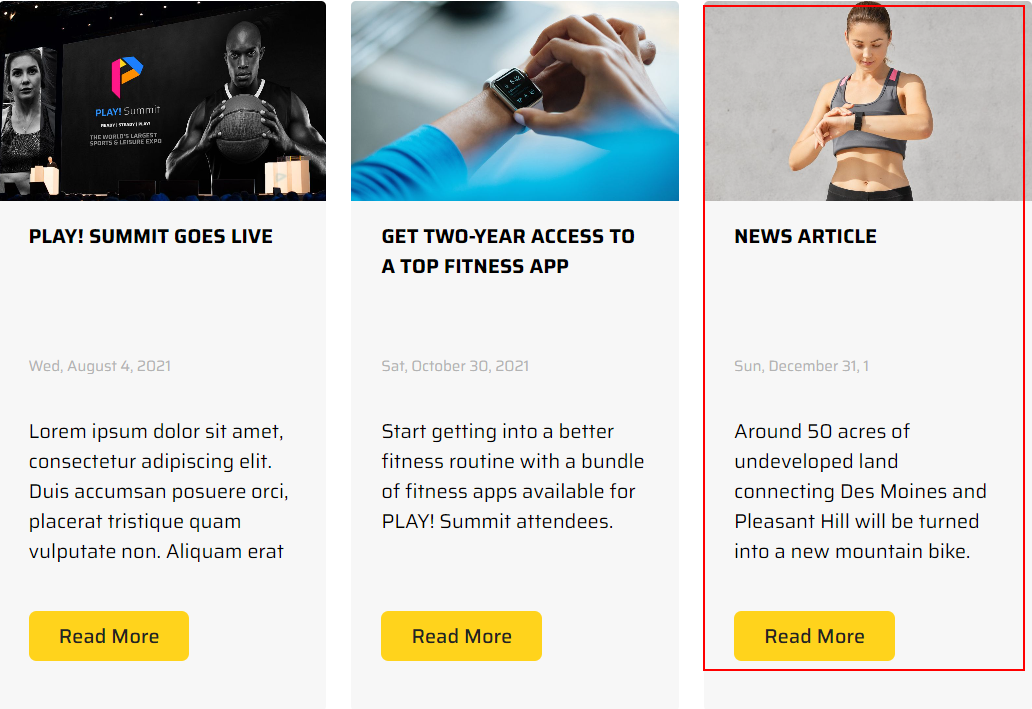 PLAY! Summit
READY | STEADY | PLAY!
THE WORLD'S LARGEST
SPORTS & LEISURE EXPO
PLAY! SUMMIT GOES LIVE
Wed, August 4, 2021
Lorem ipsum dolor sit amet,
consectetur adipiscing elit.
Duis accumsan posuere orci,
placerat tristique quam
vulputate non. Aliquam erat
Read More
GET TWO-YEAR ACCESS TO
A TOP FITNESS APP
Sat, October 30, 2021
Start getting into a better
fitness routine with a bundle
of fitness apps available for
PLAY! Summit attendees.
Read More
NEWS ARTICLE
Sun, December 31, 1
Around 50 acres of
undeveloped land
connecting Des Moines and
Pleasant Hill will be turned
into a new mountain bike.
Read More